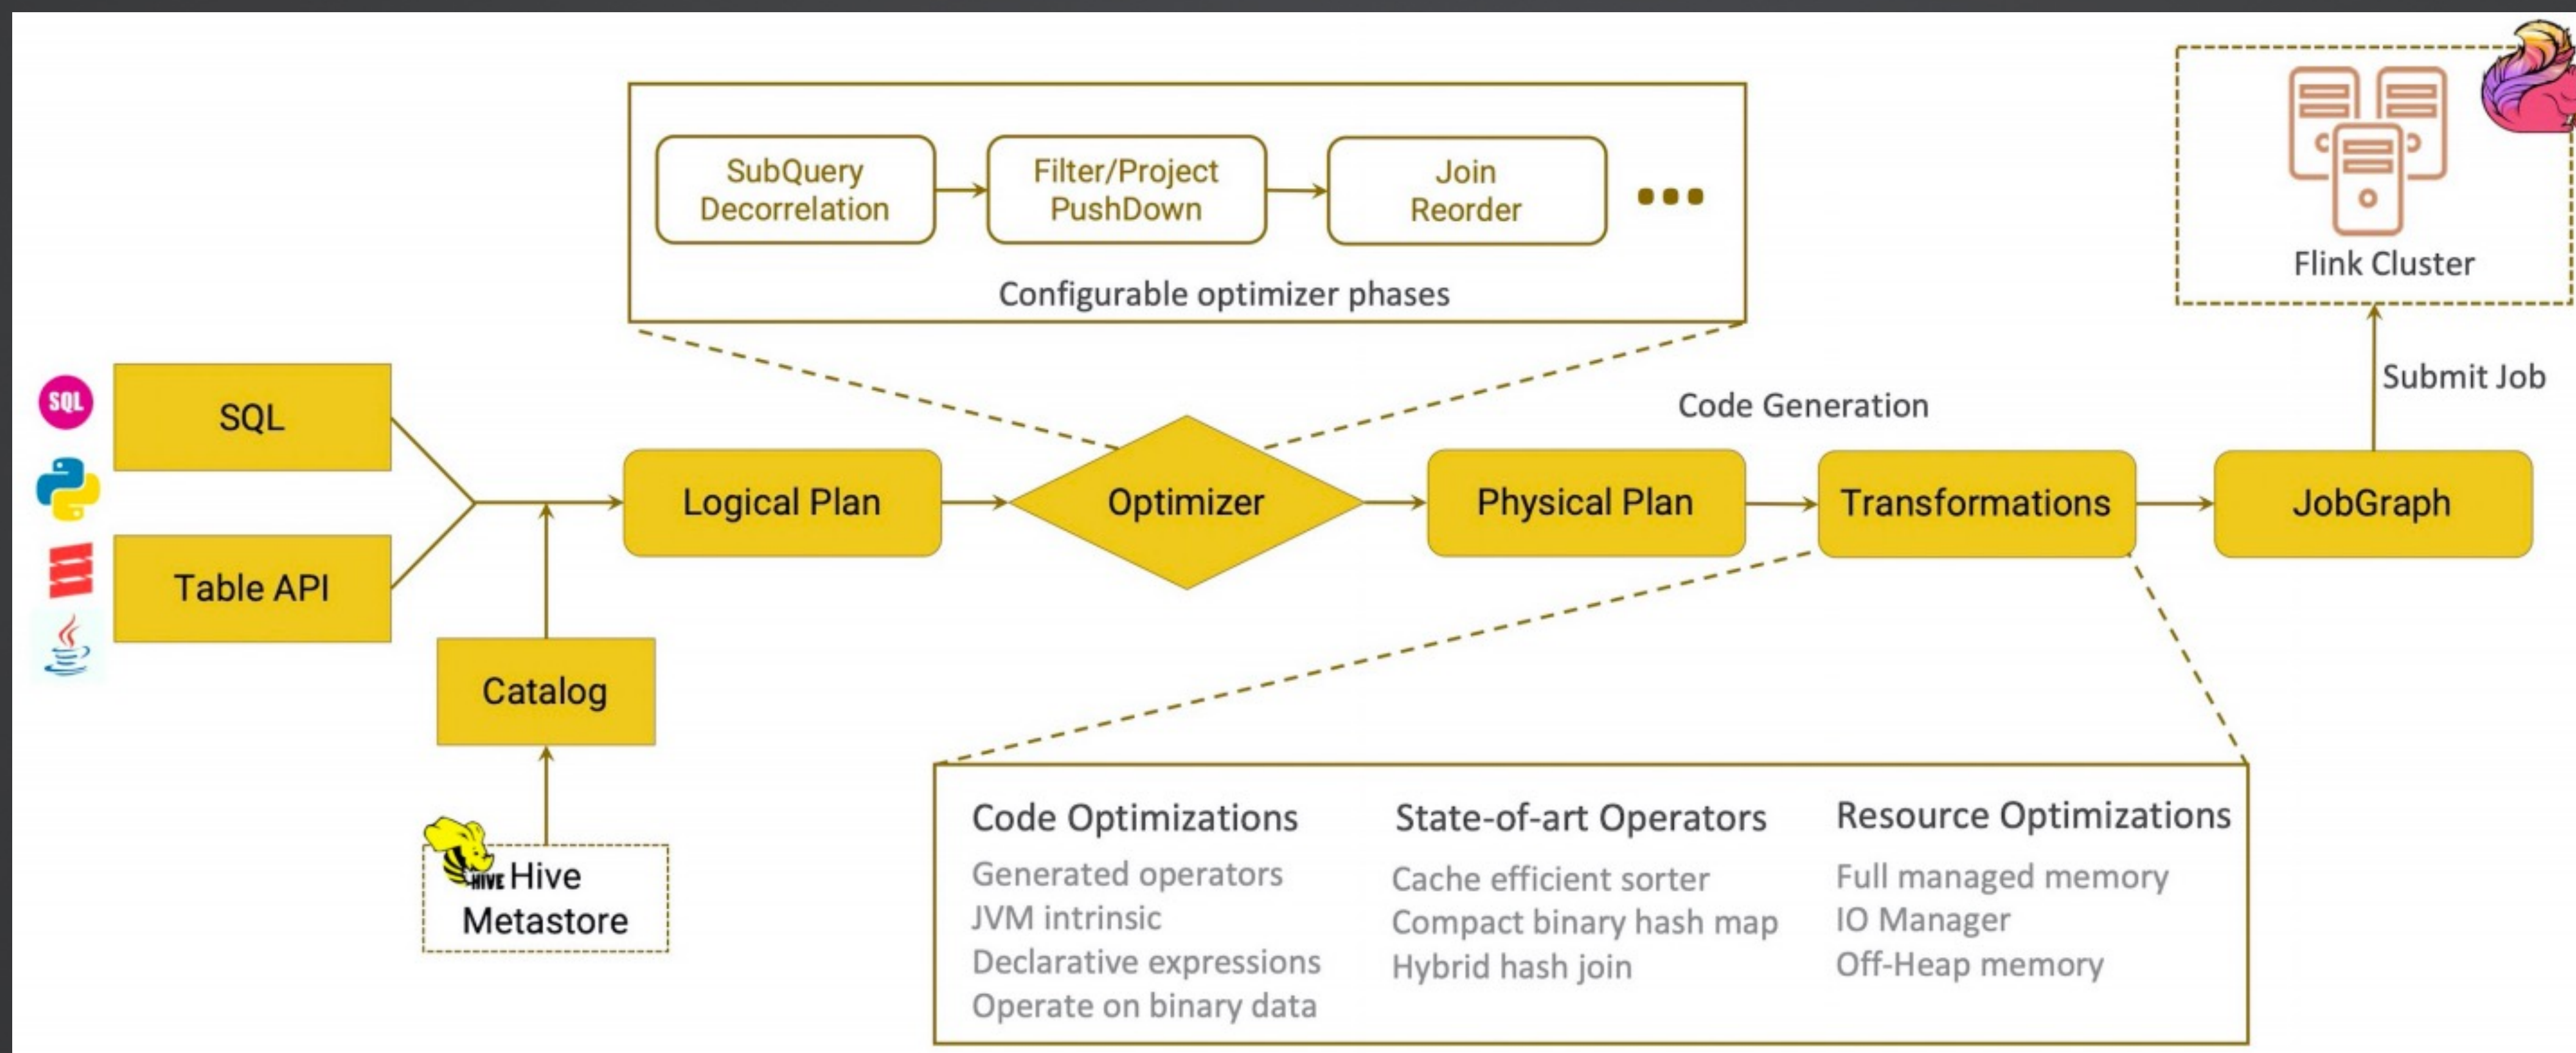 SubQuery
Decorrelation
Filter/Project
PushDown
Join
Reorder
Configurable optimizer phases
Flink Cluster
Submit Job
Code Generation
SQL
SQL
Table API
Logical Plan
Optimizer
Physical Plan
Transformations
JobGraph
Catalog
HIVE
Hive
Metastore
Code Optimizations
Generated operators
JVM intrinsic
Declarative expressions
Operate on binary data
State-of-art Operators
Cache efficient sorter
Compact binary hash map
Hybrid hash join
Resource Optimizations
Full managed memory
IO Manager
Off-Heap memory